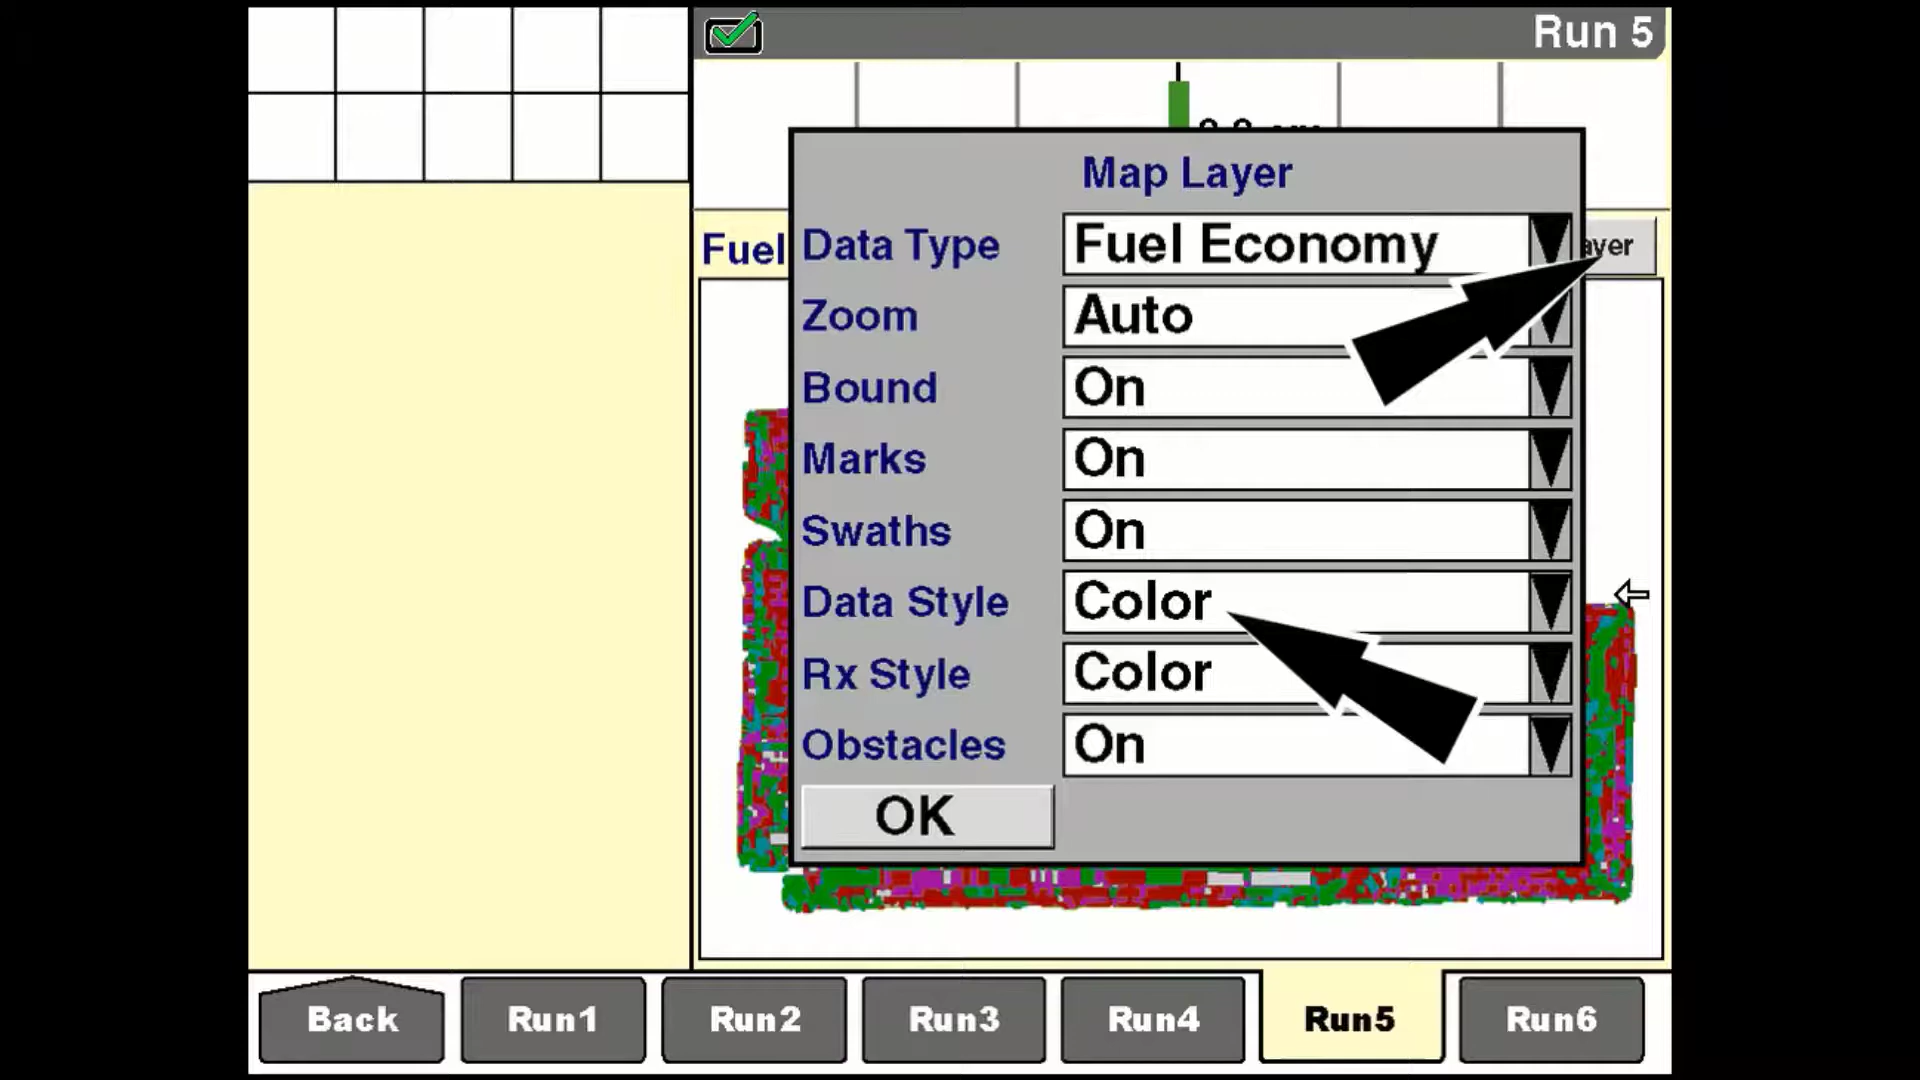 Run 5
Map Layer
Fuel
Data Type Fuel Economy
Zoom Auto
Bound On
Marks On
Swaths On
Data Style Color
Rx Style Color
Obstacles On
OK
Back Run1 Run2 Run3 Run4 Run5 Run6